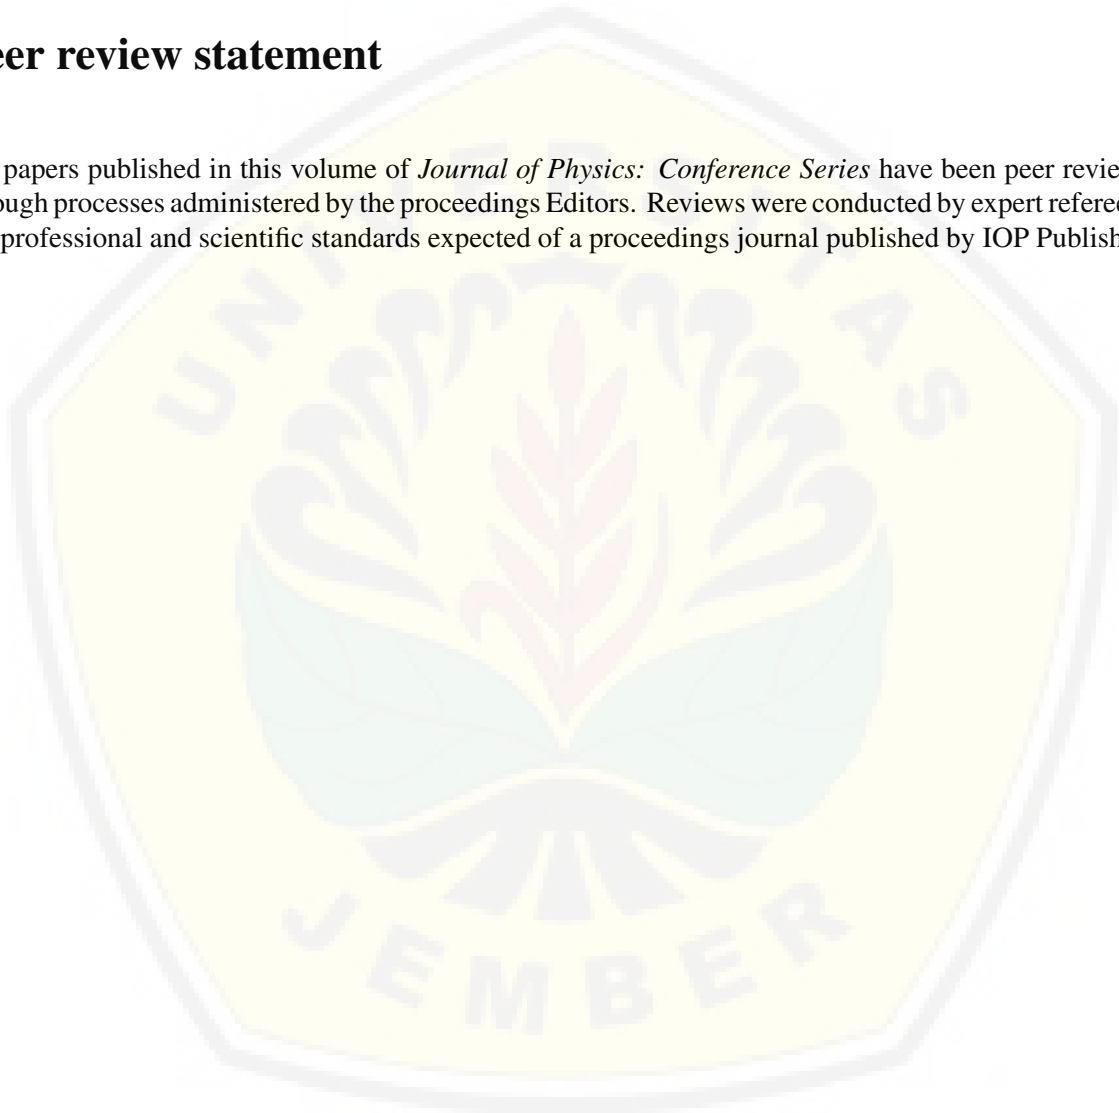 eer review statement
papers published in this volume of Journal of Physics: Conference Series have been peer revie
ough processes administered by the proceedings Editors. Reviews were conducted by expert refere
professional and scientific standards expected of a proceedings journal published by IOP Publish
UNIVERSITAS
JEMBER